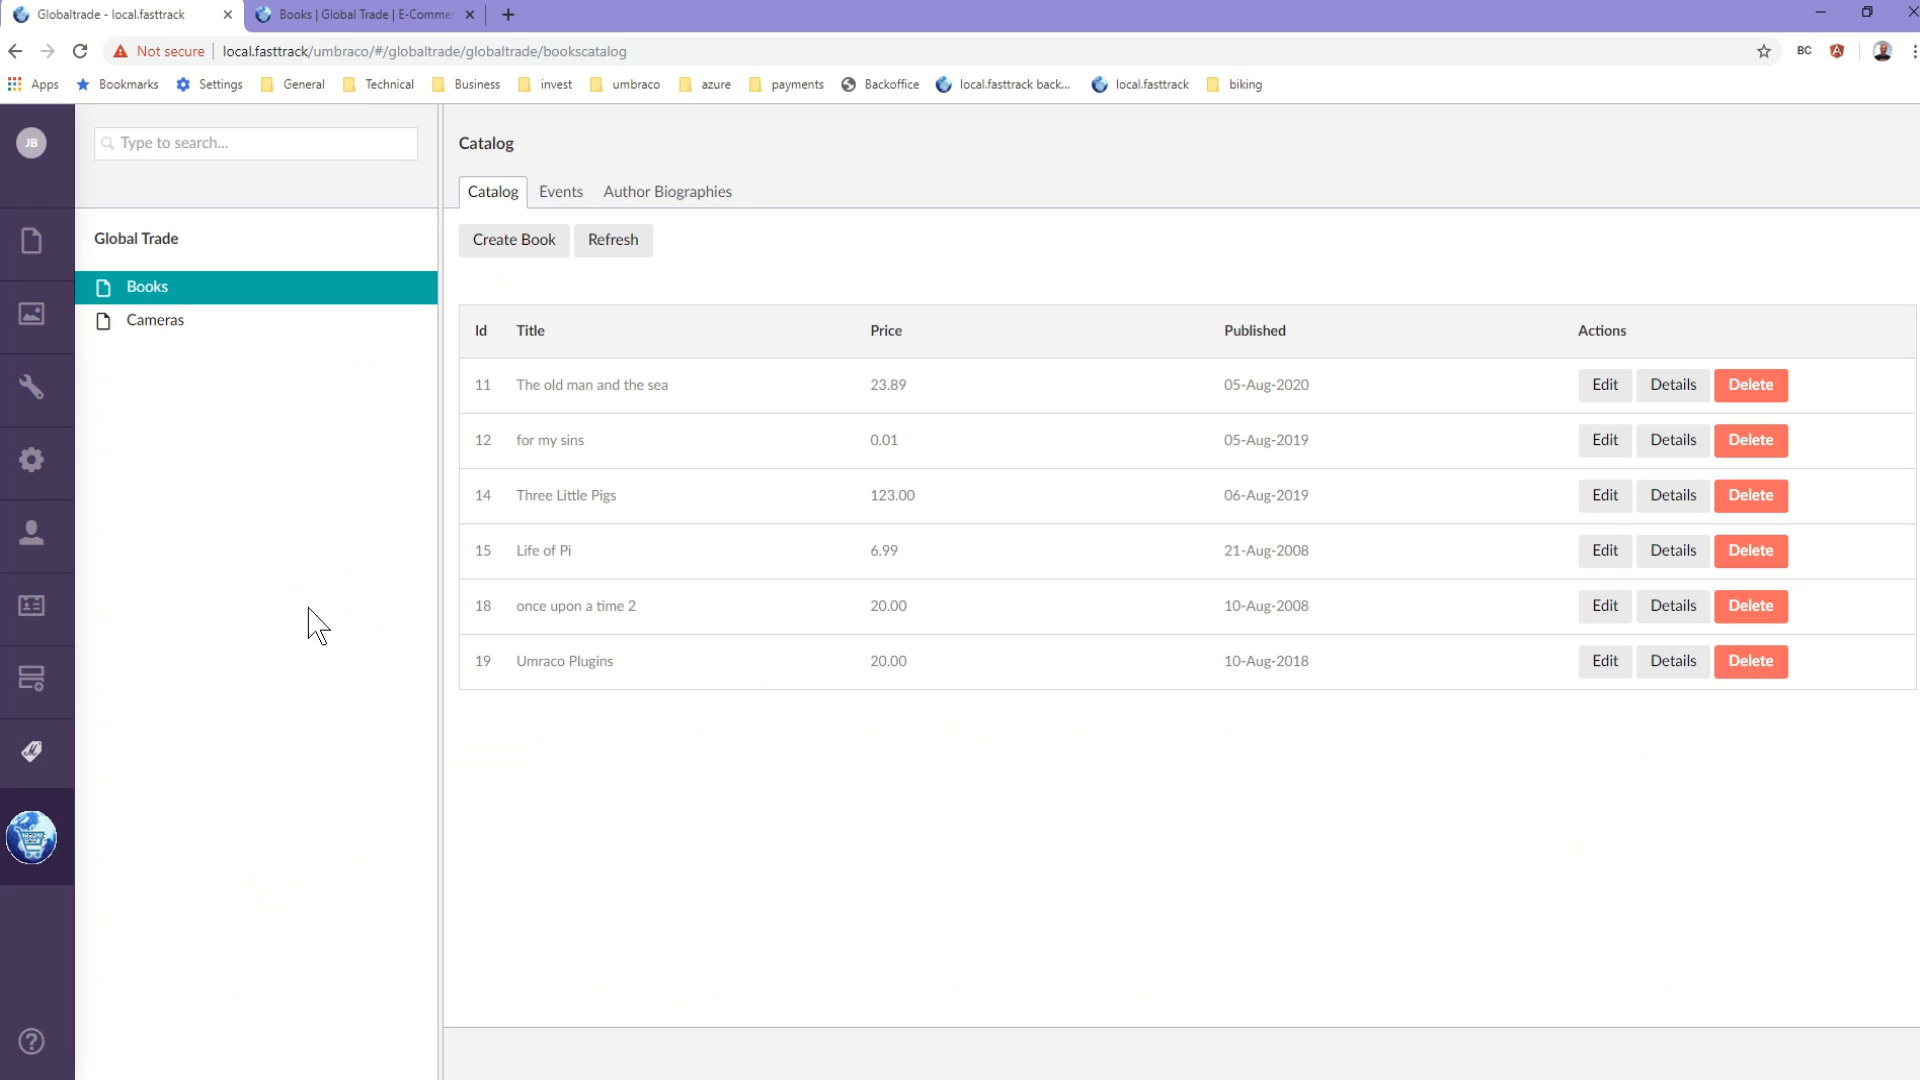 Globaltrade - local.fasttrack
Books | Global Trade | E-Commer
Not secure
local.fasttrack/umbraco/#/globaltrade/globaltrade/bookscatalog
BC
Apps Bookmarks Settings General Technical Business invest umbraco azure payments Backoffice local.fasttrack back... local.fasttrack biking
JB
Type to search...
Catalog
Catalog Events Author Biographies
Global Trade
Create Book Refresh
Books
Cameras
Id Title Price Published Actions
11 The old man and the sea 23.89 05-Aug-2020 Edit Details Delete
12 for my sins 0.01 05-Aug-2019 Edit Details Delete
14 Three Little Pigs 123.00 06-Aug-2019 Edit Details Delete
15 Life of Pi 6.99 21-Aug-2008 Edit Details Delete
18 once upon a time 2 20.00 10-Aug-2008 Edit Details Delete
19 Umraco Plugins 20.00 10-Aug-2018 Edit Details Delete